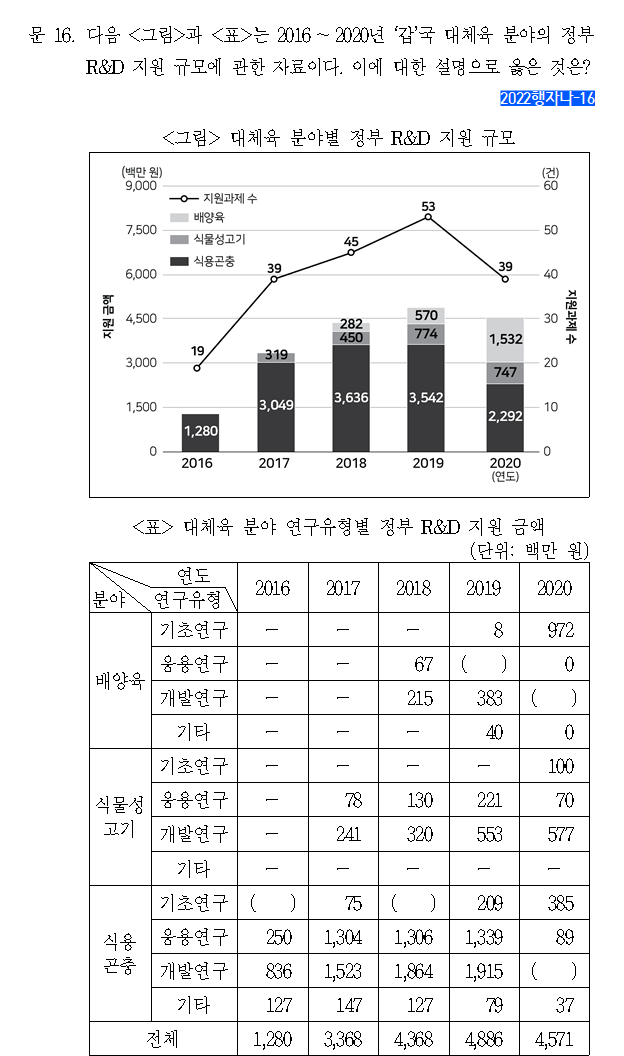 문 16. 다음 <그림>과 <표>는 2016 ~ 2020년 ‘갑’국 대체육 분야의 정부
R&D 지원 규모에 관한 자료이다. 이에 대한 설명으로 옳은 것은?
2022행자나-16
<그림> 대체육 분야별 정부 R&D 지원 규모
(백만 원) (건)
9,000 60
지원과제 수
배양육
식물성고기
식용곤충
7,500 50
6,000 40
4,500 30
3,000 20
1,500 10
0 0
지원 금액
지원과제 수
19 39 45 53 39
282 570 1,532
319 450 774 747
1,280 3,049 3,636 3,542 2,292
2016 2017 2018 2019 2020
(연도)
<표> 대체육 분야 연구유형별 정부 R&D 지원 금액
(단위: 백만 원)
연도
분야 연구유형 2016 2017 2018 2019 2020
배양육
기초연구 - - - 8 972
응용연구 - - 67 ( ) 0
개발연구 - - 215 383 ( )
기타 - - - 40 0
식물성
고기
기초연구 - - - - 100
응용연구 - 78 130 221 70
개발연구 - 241 320 553 577
기타 - - - - -
식용
곤충
기초연구 ( ) 75 ( ) 209 385
응용연구 250 1,304 1,306 1,339 89
개발연구 836 1,523 1,864 1,915 ( )
기타 127 147 127 79 37
전체 1,280 3,368 4,368 4,886 4,571